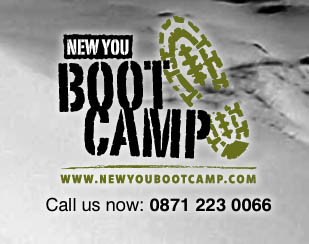 NEW YOU
BOOT
CAMP
WWW.NEWYOUBOOTCAMP.COM
Call us now: 0871 223 0066